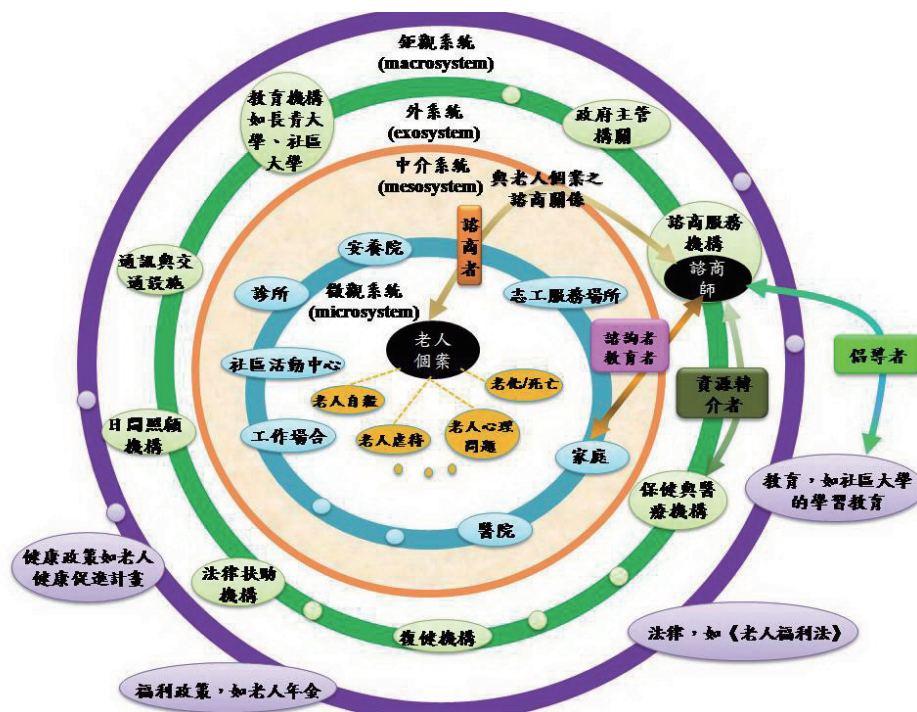 鉅觀系統
(macrosystem)
教育機構
如長青大
學、社區
大學
外系統
(exosystem)
政府主管
構關
中介系統
(mesosystem)
與老人個案之
諮商關係
諮商服務
機構
諮商
師
諮
商
者
安養院
通訊與交
通設施
診所
微觀系統
(microsystem)
志工服務場所
老人
個案
諮詢者
教育者
倡導者
社區活動中心
資源轉
介者
老人自殺
老化/死亡
日間照顧
機構
工作場合
老人虐待
老人心理
問題
家庭
教育，如社區大學
的學習教育
保健與醫
療機構
醫院
健康政策如老人
健康促進計畫
法律扶助
機構
復健機構
法律，如《老人福利法》
福利政策，如老人年金